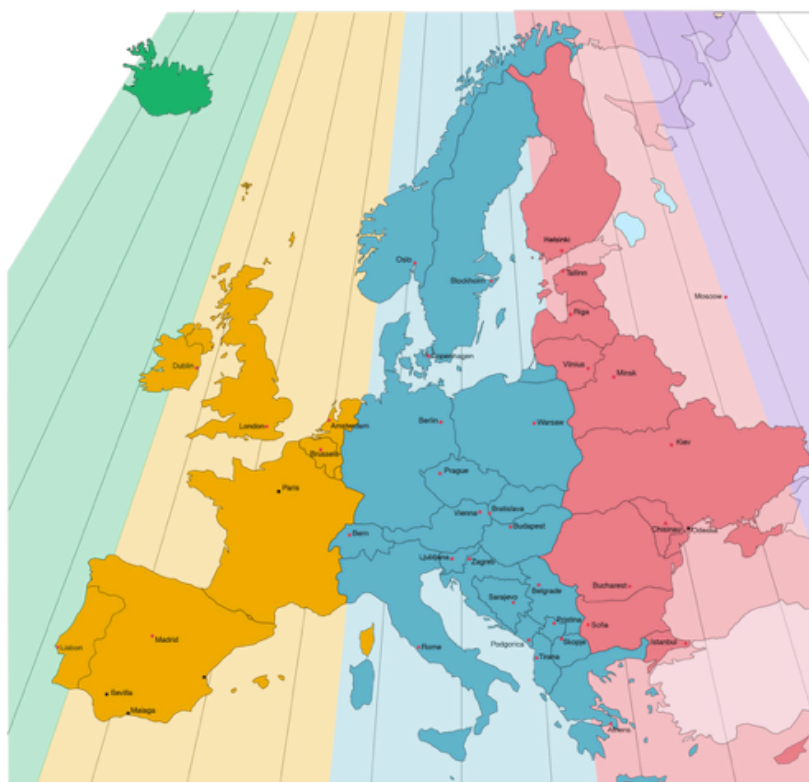 Oslo
Helsinki
Stockholm
Tallinn
Moscow
Riga
Copenhagen
Dublin
Vilnius
Minsk
London
Amsterdam
Berlin
Warsaw
Brussels
Kiev
Prague
Paris
Vienna
Bratislava
Budapest
Chisinau
Odessa
Bern
Ljubljana
Zagreb
Belgrade
Bucharest
Sarajevo
Pristina
Sofia
Madrid
Lisbon
Podgorica
Skopje
Istanbul
Rome
Tirana
Sevilla
Malaga
Athens